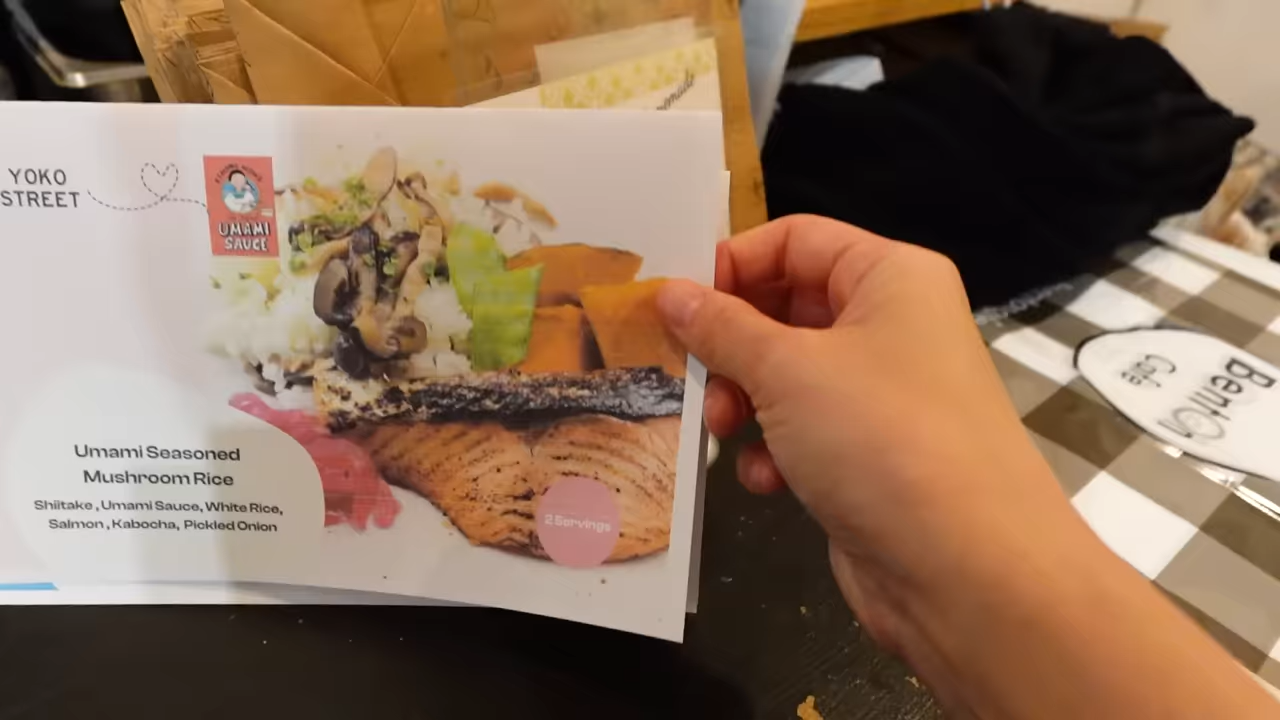 YOKO
STREET
UMAMI
SAUCE
Umami Seasoned
Mushroom Rice
Shiitake , Umami Sauce, White Rice,
Salmon , Kabocha, Pickled Onion
2 Servings
Cafe